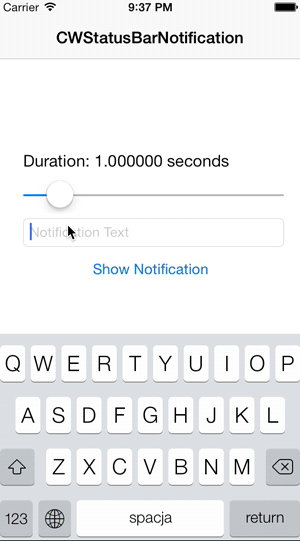 Carrier 9:37 PM
CWStatusBarNotification
Duration: 1.000000 seconds
Notification Text
Show Notification
Q W E R T Y U I O P
A S D F G H J K L
Z X C V B N M
123 spacja return